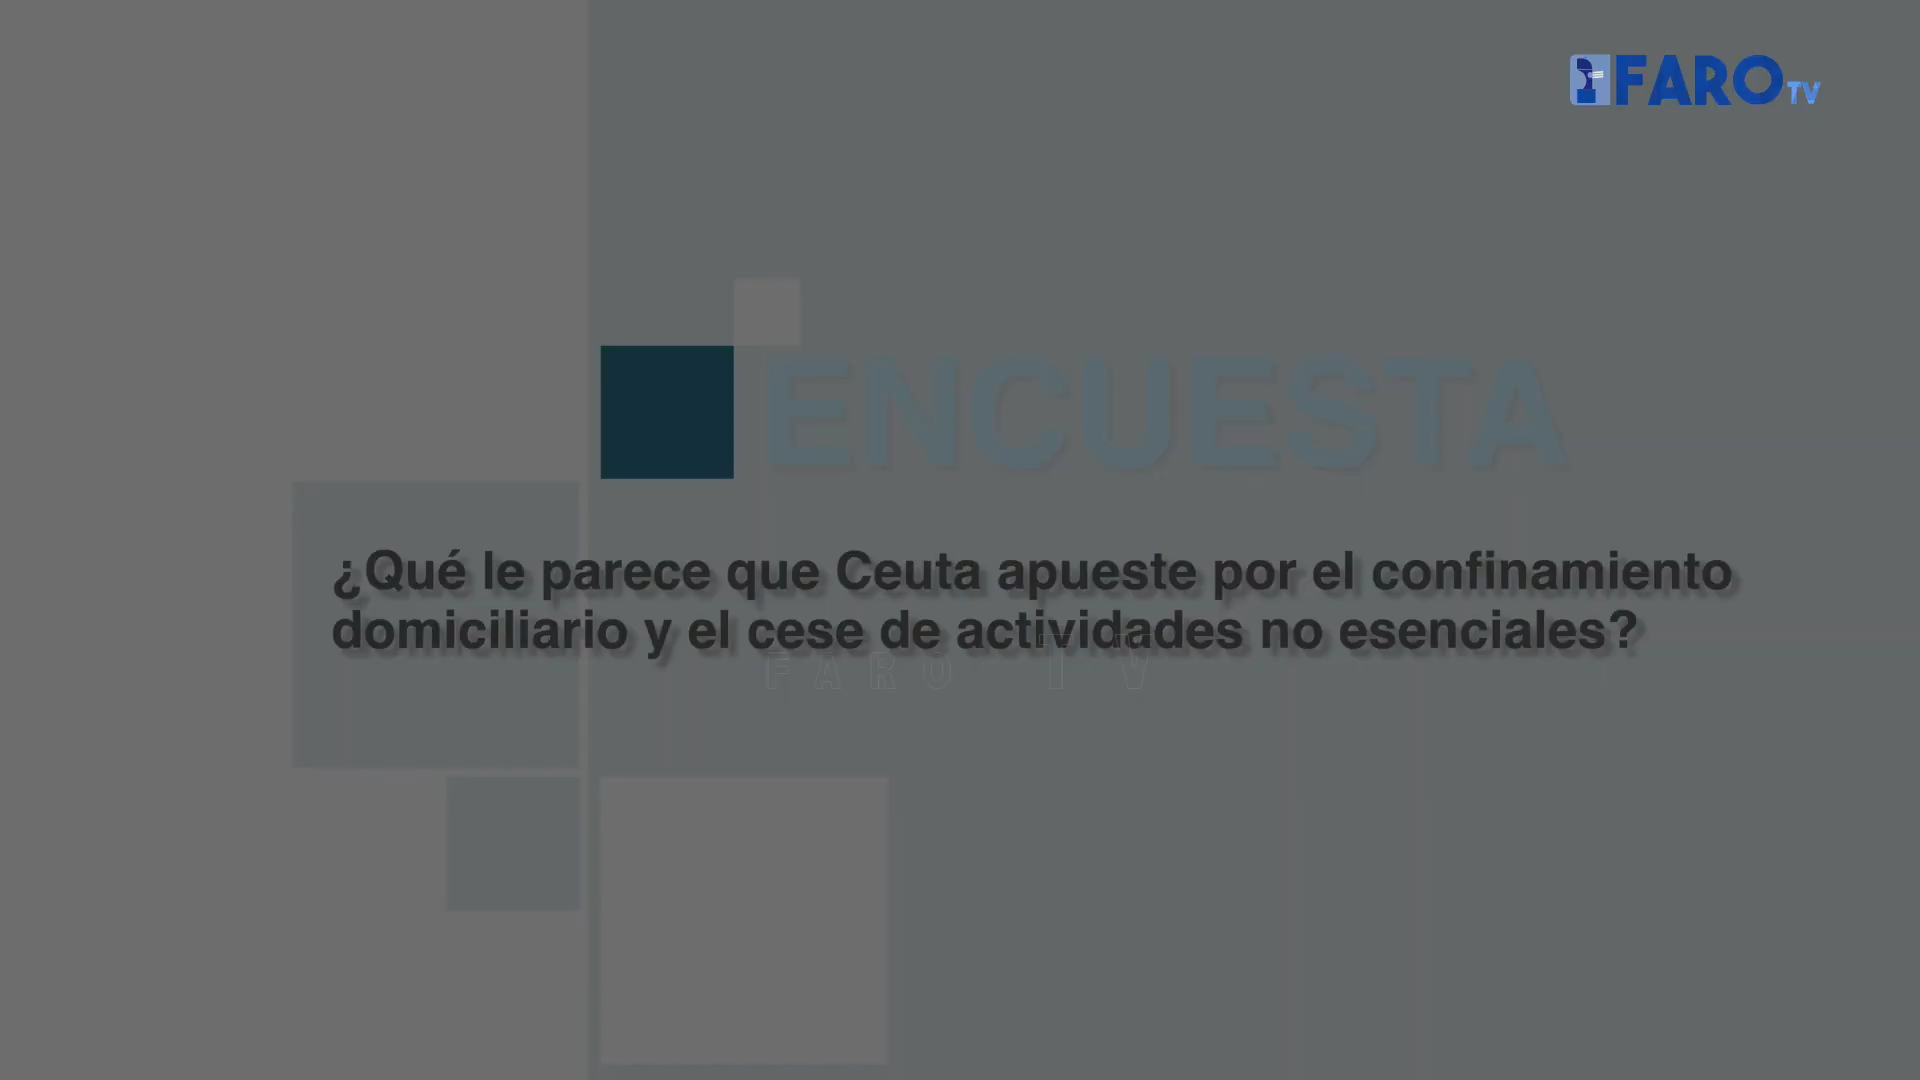 FARO TV
ENCUESTA
¿Qué le parece que Ceuta apueste por el confinamiento
domiciliario y el cese de actividades no esenciales?
FARO TV